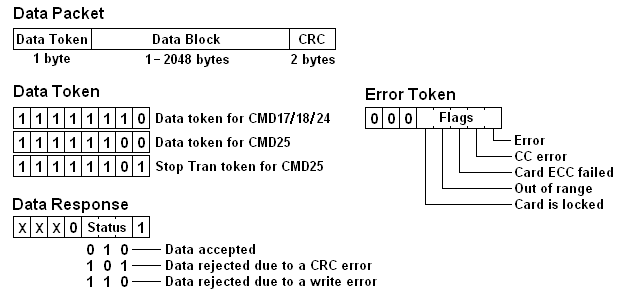 Data Packet
Data Token Data Block CRC
1 byte 1–2048 bytes 2 bytes
Data Token
1 1 1 1 1 1 1 0 Data token for CMD17/18/24
1 1 1 1 1 1 0 0 Data token for CMD25
1 1 1 1 1 1 0 1 Stop Tran token for CMD25
Error Token
0 0 0 Flags
Error
CC error
Card ECC failed
Out of range
Card is locked
Data Response
X X X 0 Status 1
0 1 0 Data accepted
1 0 1 Data rejected due to a CRC error
1 1 0 Data rejected due to a write error